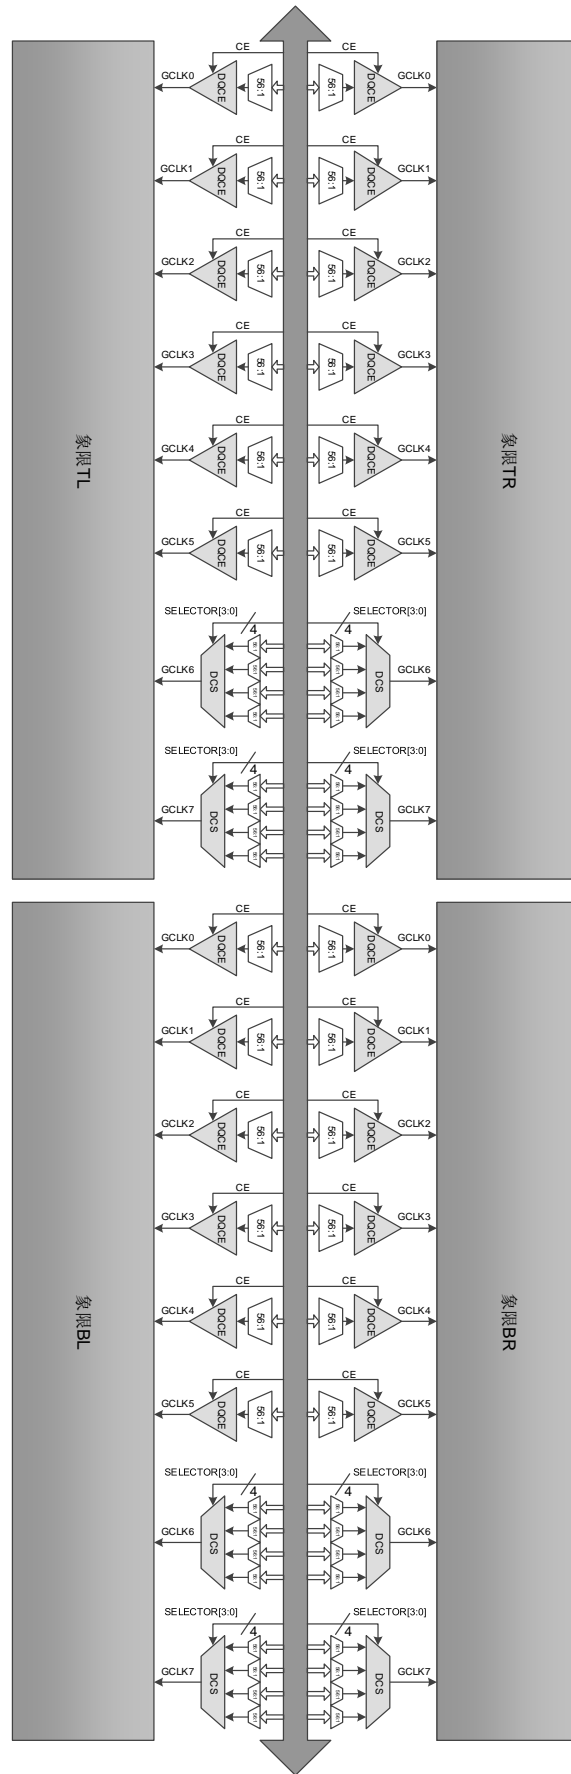 CE CE
GCLK0 DQCE 56:1 56:1 DQCE GCLK0
CE CE
GCLK1 DQCE 56:1 56:1 DQCE GCLK1
CE CE
GCLK2 DQCE 56:1 56:1 DQCE GCLK2
CE CE
GCLK3 DQCE 56:1 56:1 DQCE GCLK3
CE CE
象限TL
GCLK4 DQCE 56:1 56:1 DQCE GCLK4
象限TR
CE CE
GCLK5 DQCE 56:1 56:1 DQCE GCLK5
SELECTOR[3:0] SELECTOR[3:0]
4 4
GCLK6 DCS DCS GCLK6
SELECTOR[3:0] SELECTOR[3:0]
4 4
GCLK7 DCS DCS GCLK7
CE CE
GCLK0 DQCE 56:1 56:1 DQCE GCLK0
CE CE
GCLK1 DQCE 56:1 56:1 DQCE GCLK1
CE CE
GCLK2 DQCE 56:1 56:1 DQCE GCLK2
CE CE
GCLK3 DQCE 56:1 56:1 DQCE GCLK3
CE CE
象限BL
GCLK4 DQCE 56:1 56:1 DQCE GCLK4
象限BR
CE CE
GCLK5 DQCE 56:1 56:1 DQCE GCLK5
SELECTOR[3:0] SELECTOR[3:0]
4 4
GCLK6 DCS DCS GCLK6
SELECTOR[3:0] SELECTOR[3:0]
4 4
GCLK7 DCS DCS GCLK7